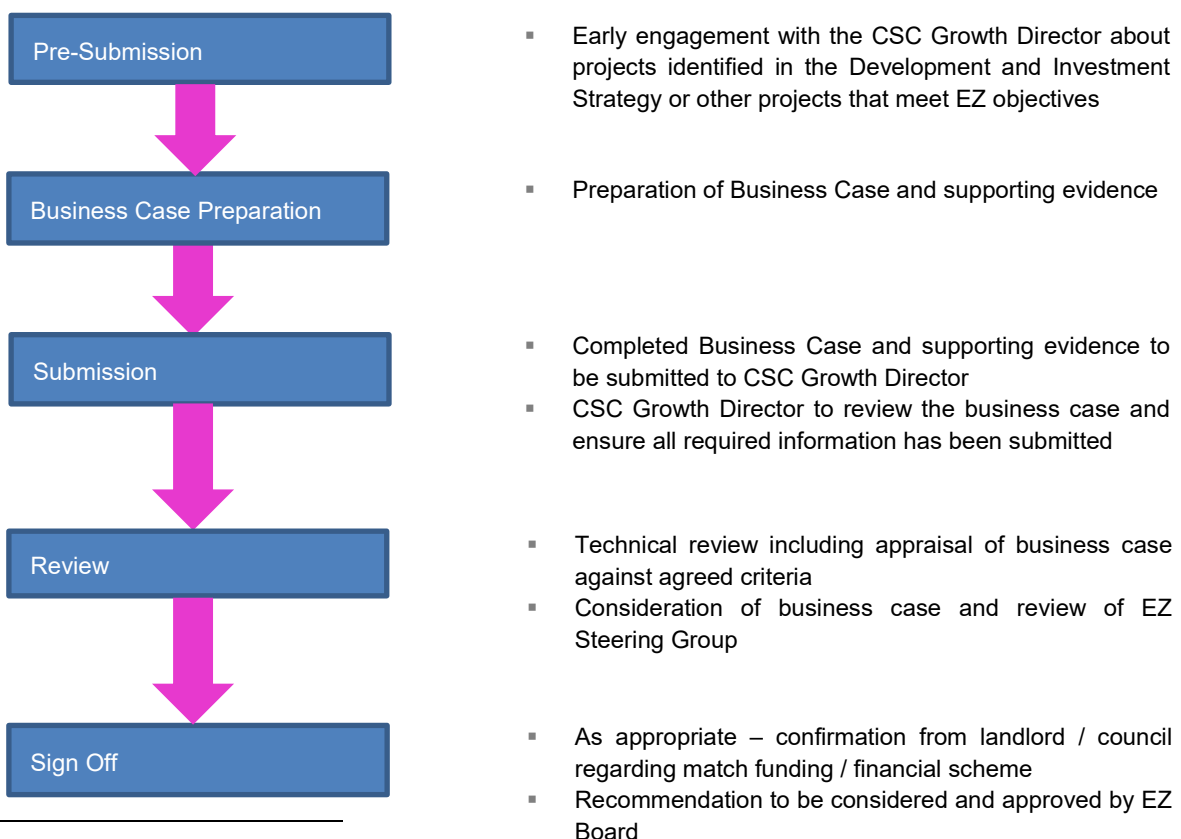 Pre-Submission
▪ Early engagement with the CSC Growth Director about
projects identified in the Development and Investment
Strategy or other projects that meet EZ objectives
Business Case Preparation
▪ Preparation of Business Case and supporting evidence
Submission
▪ Completed Business Case and supporting evidence to
be submitted to CSC Growth Director
▪ CSC Growth Director to review the business case and
ensure all required information has been submitted
Review
▪ Technical review including appraisal of business case
against agreed criteria
▪ Consideration of business case and review of EZ
Steering Group
Sign Off
▪ As appropriate – confirmation from landlord / council
regarding match funding / financial scheme
▪ Recommendation to be considered and approved by EZ
Board